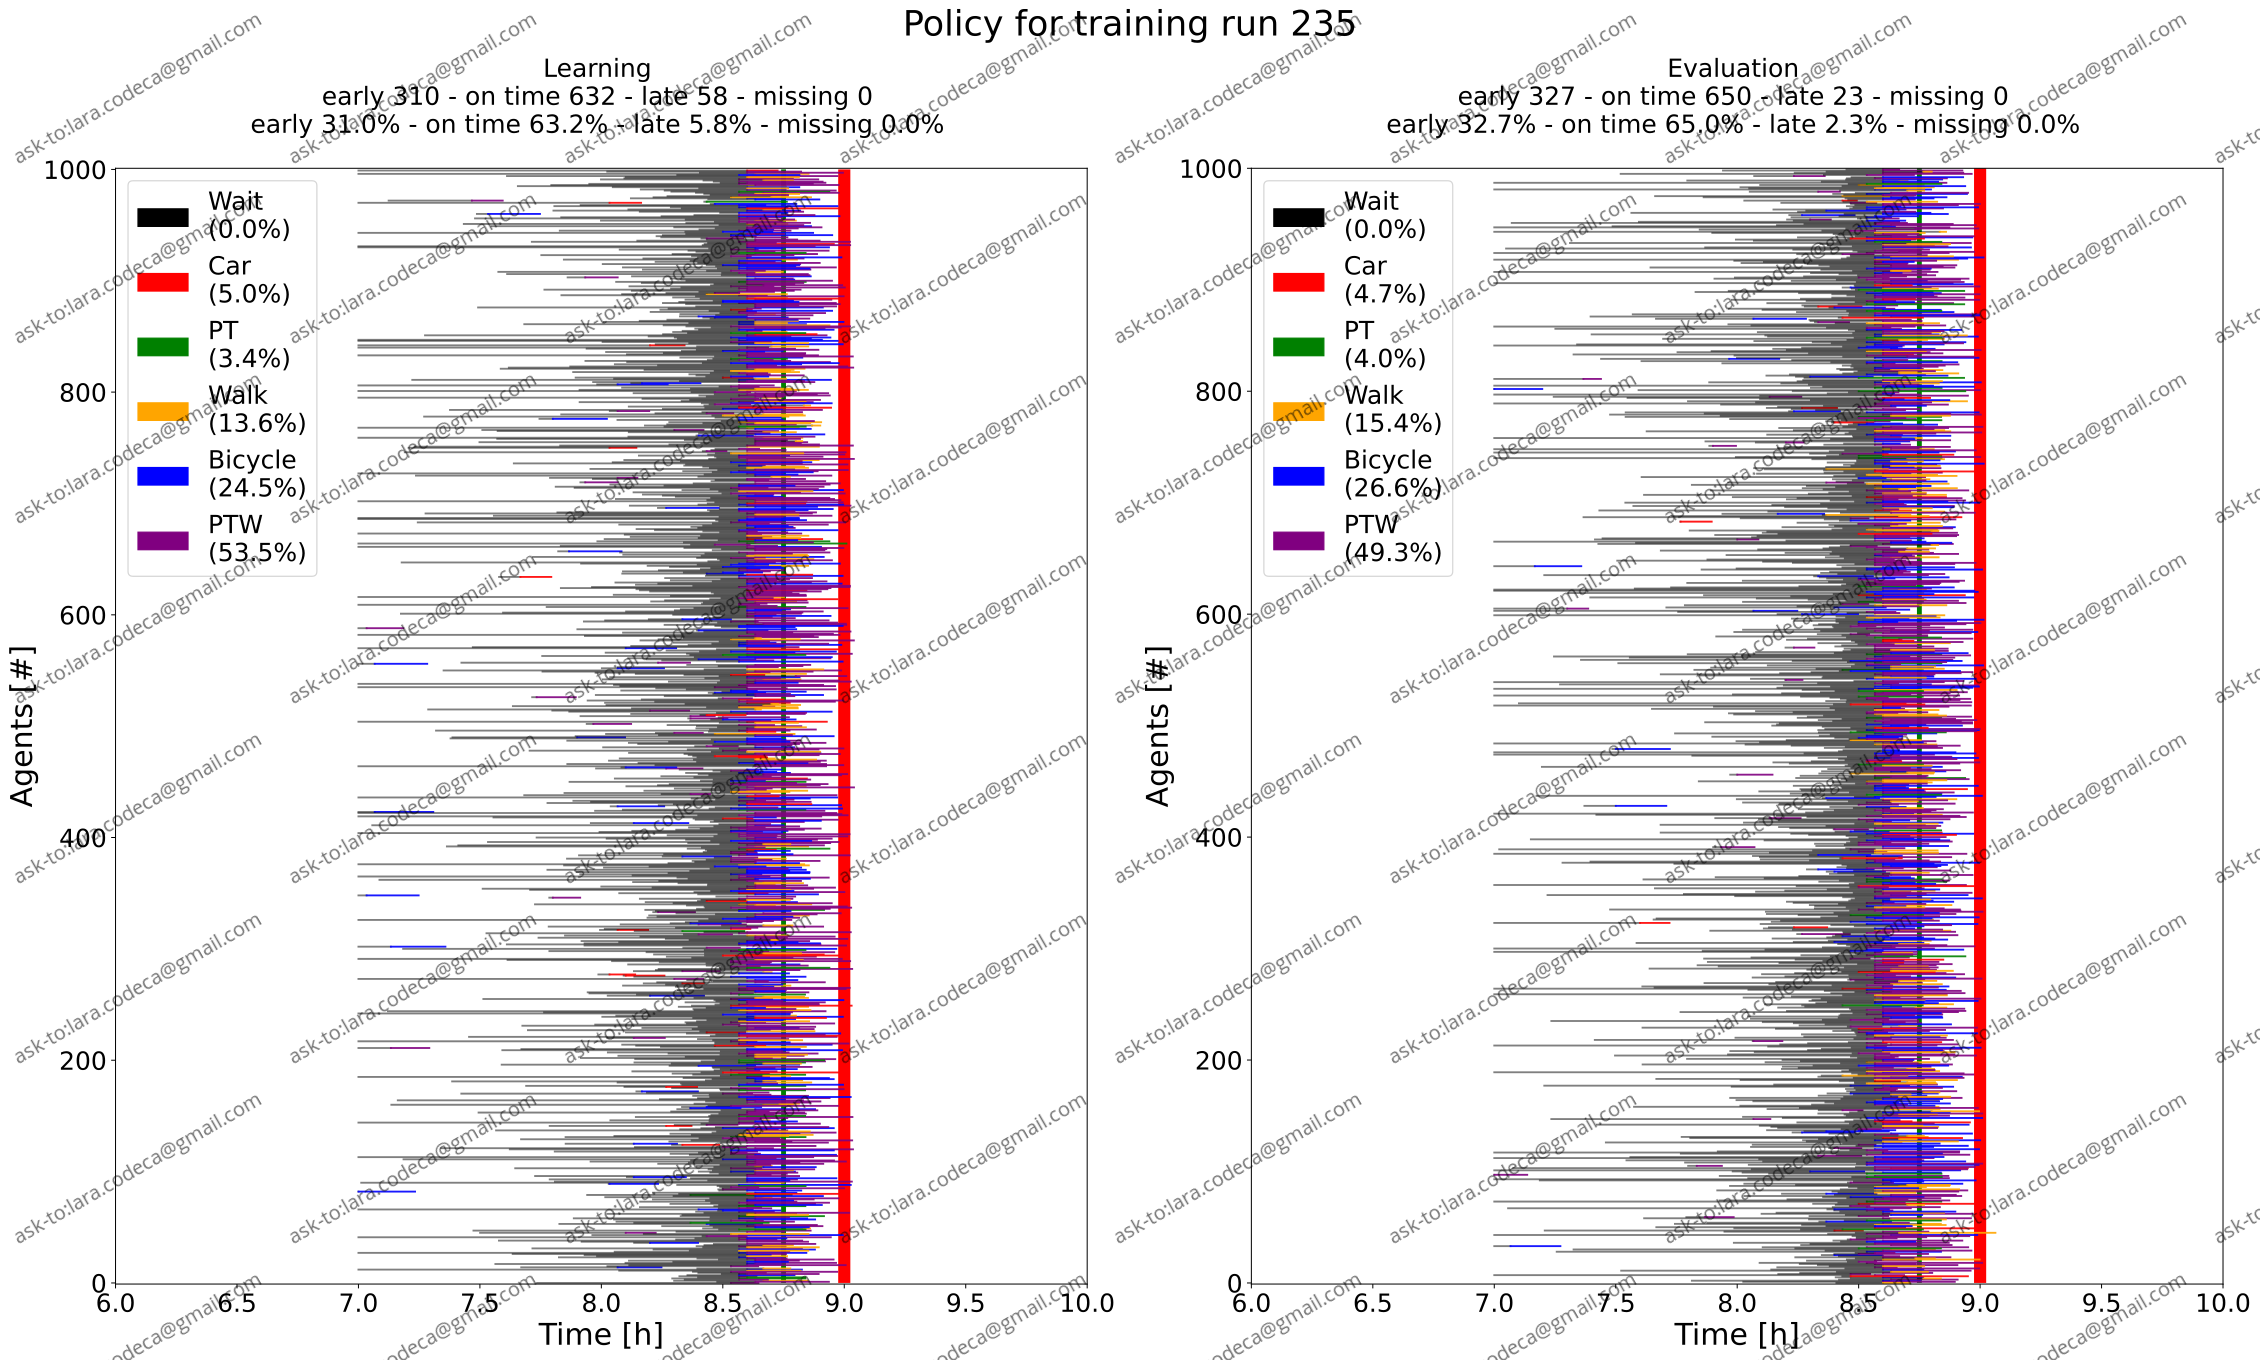 Policy for training run 235
Learning
early 310 - on time 632 - late 58 - missing 0
early 31.0% - on time 63.2% - late 5.8% - missing 0.0%
1000
800
600
400
200
0
Agents [#]
Wait
(0.0%)
Car
(5.0%)
PT
(3.4%)
Walk
(13.6%)
Bicycle
(24.5%)
PTW
(53.5%)
6.0 6.5 7.0 7.5 8.0 8.5 9.0 9.5 10.0
Time [h]
Evaluation
early 327 - on time 650 - late 23 - missing 0
early 32.7% - on time 65.0% - late 2.3% - missing 0.0%
1000
800
600
400
200
0
Agents [#]
Wait
(0.0%)
Car
(4.7%)
PT
(4.0%)
Walk
(15.4%)
Bicycle
(26.6%)
PTW
(49.3%)
6.0 6.5 7.0 7.5 8.0 8.5 9.0 9.5 10.0
Time [h]
ask-to:lara.codeca@gmail.com